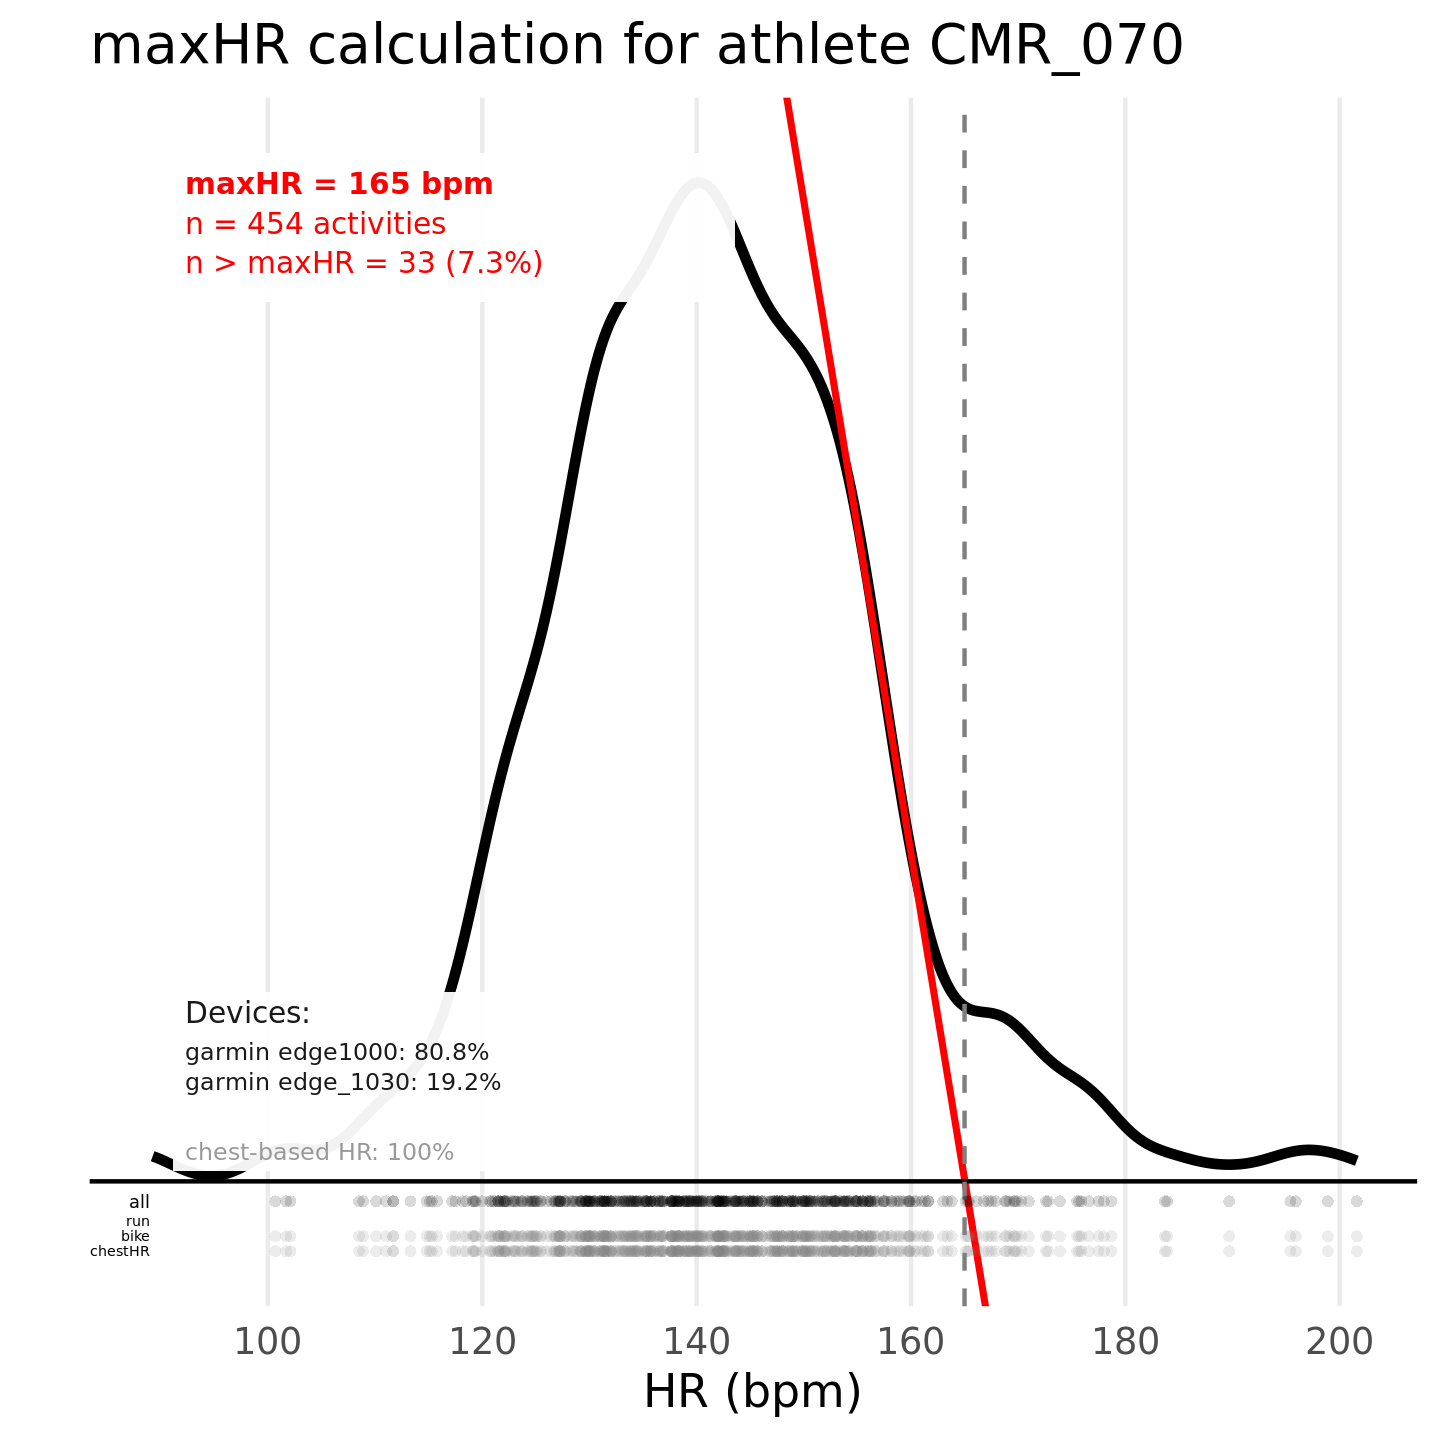 maxHR calculation for athlete CMR_070
maxHR = 165 bpm
n = 454 activities
n > maxHR = 33 (7.3%)
Devices:
garmin edge1000: 80.8%
garmin edge_1030: 19.2%
chest-based HR: 100%
all
run
bike
chestHR
100 120 140 160 180 200
HR (bpm)